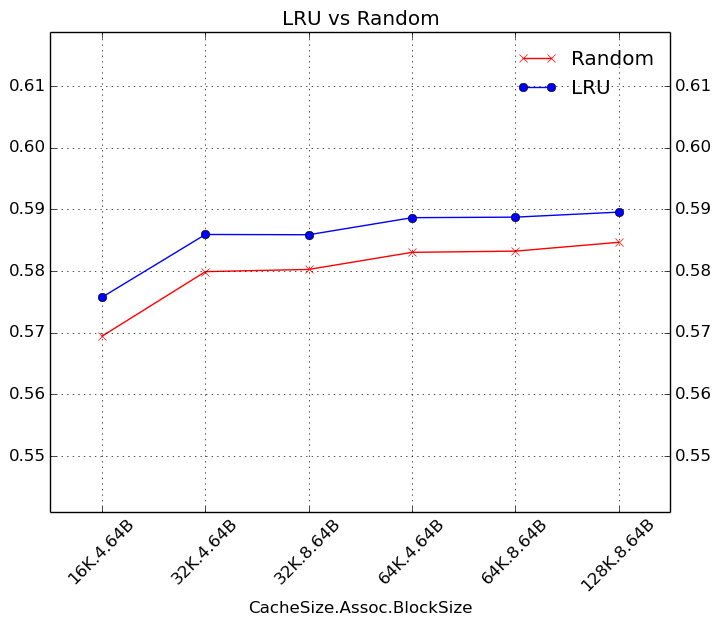 LRU vs Random
Random
LRU
0.61 0.61
0.60 0.60
0.59 0.59
0.58 0.58
0.57 0.57
0.56 0.56
0.55 0.55
16K.4.64B 32K.4.64B 32K.8.64B 64K.4.64B 64K.8.64B 128K.8.64B
CacheSize.Assoc.BlockSize